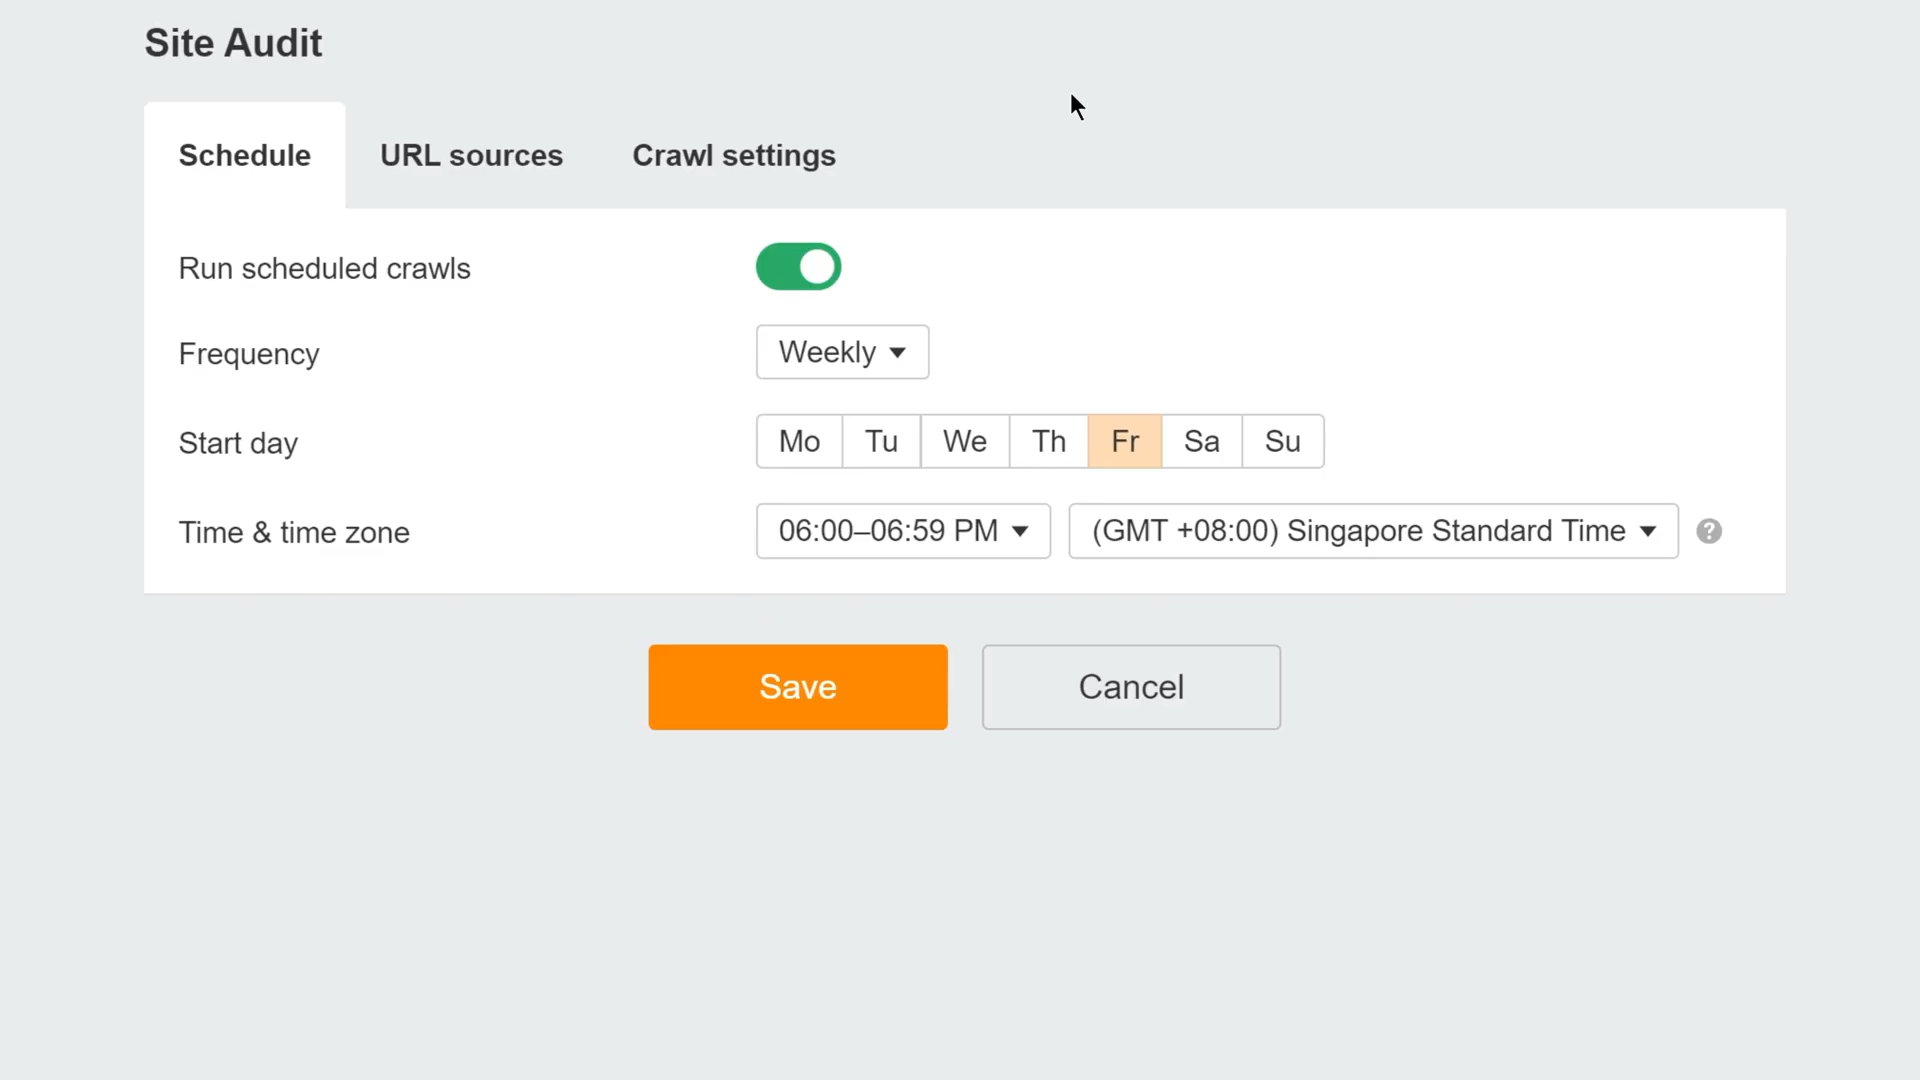 Site Audit
Schedule URL sources Crawl settings
Run scheduled crawls
Frequency Weekly
Start day Mo Tu We Th Fr Sa Su
Time & time zone 06:00–06:59 PM (GMT +08:00) Singapore Standard Time ?
Save Cancel